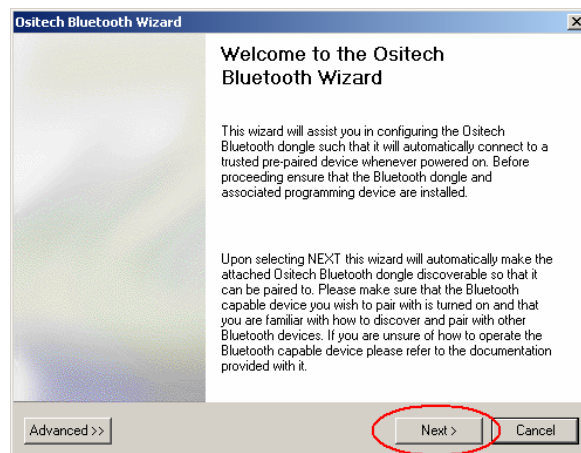 Ositech Bluetooth Wizard
Welcome to the Ositech
Bluetooth Wizard
This wizard will assist you in configuring the Ositech
Bluetooth dongle such that it will automatically connect to a
trusted pre-paired device whenever powered on. Before
proceeding ensure that the Bluetooth dongle and
associated programming device are installed.
Upon selecting NEXT this wizard will automatically make the
attached Ositech Bluetooth dongle discoverable so that it
can be paired to. Please make sure that the Bluetooth
capable device you wish to pair with is turned on and that
you are familiar with how to discover and pair with other
Bluetooth devices. If you are unsure of how to operate the
Bluetooth capable device please refer to the documentation
provided with it.
Advanced >> Next > Cancel